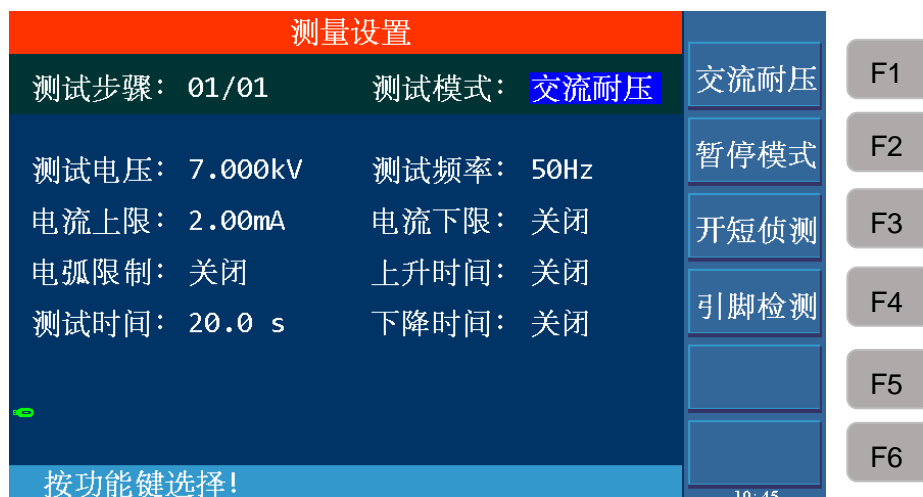 测量设置
测试步骤： 01/01 测试模式： 交流耐压
测试电压： 7.000kV 测试频率： 50Hz
电流上限： 2.00mA 电流下限： 关闭
电弧限制： 关闭 上升时间： 关闭
测试时间： 20.0 s 下降时间： 关闭
按功能键选择!
交流耐压 F1
暂停模式 F2
开短侦测 F3
引脚检测 F4
F5
F6